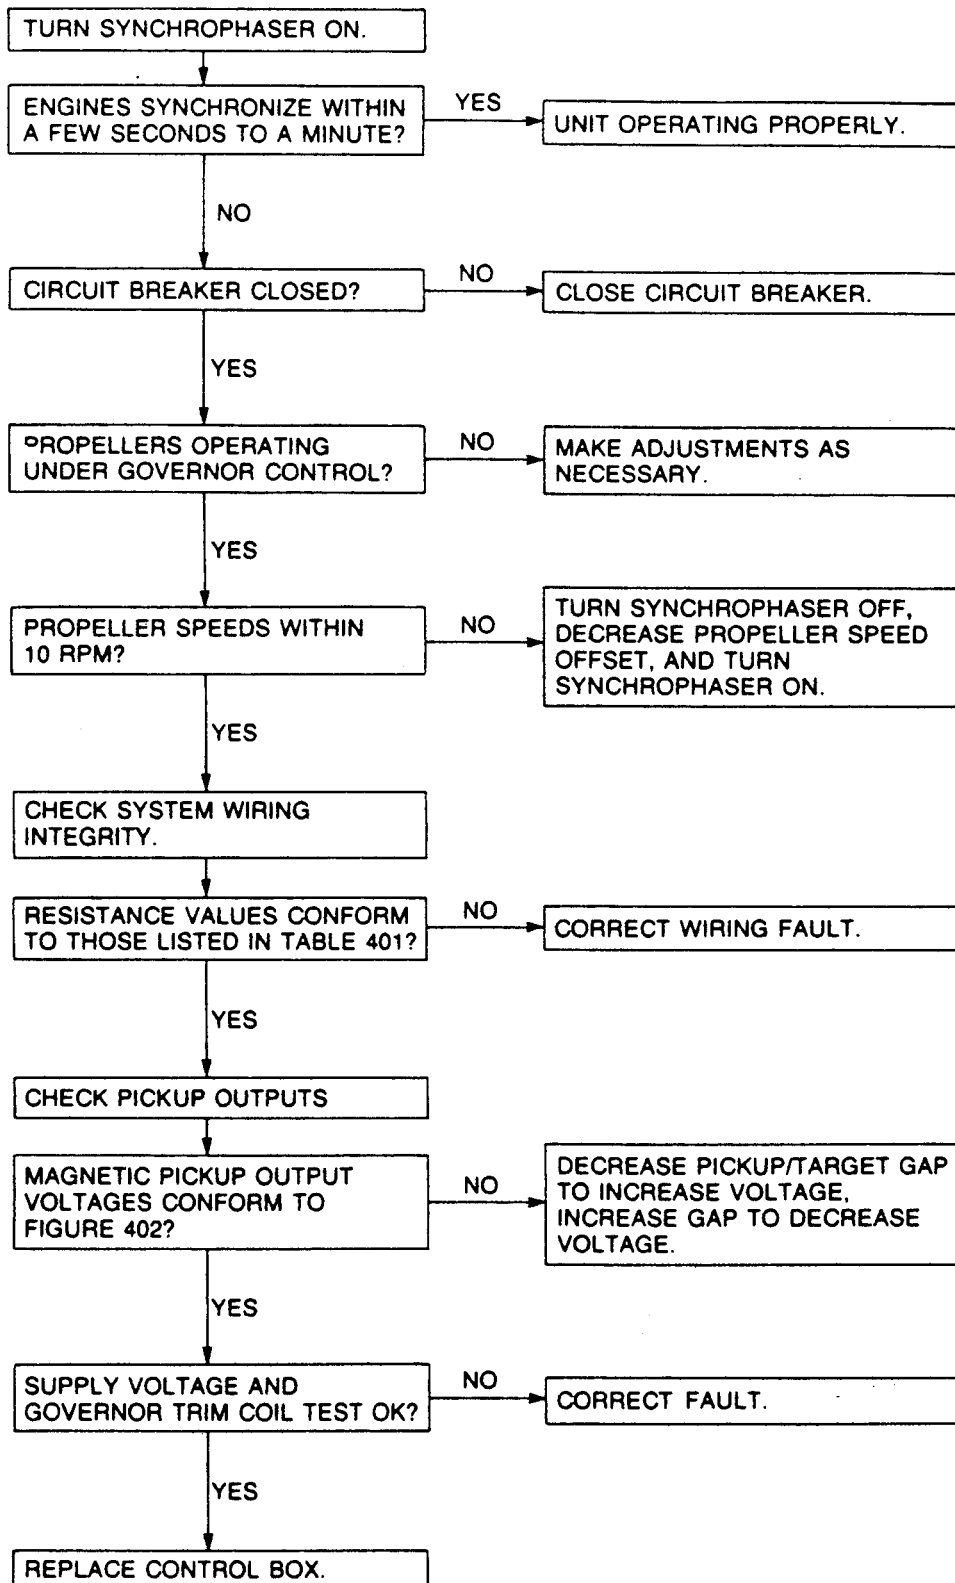 TURN SYNCHROPHASER ON.
ENGINES SYNCHRONIZE WITHIN
A FEW SECONDS TO A MINUTE?
YES
UNIT OPERATING PROPERLY.
NO
CIRCUIT BREAKER CLOSED?
NO
CLOSE CIRCUIT BREAKER.
YES
PROPELLERS OPERATING
UNDER GOVERNOR CONTROL?
NO
MAKE ADJUSTMENTS AS
NECESSARY.
YES
PROPELLER SPEEDS WITHIN
10 RPM?
NO
TURN SYNCHROPHASER OFF,
DECREASE PROPELLER SPEED
OFFSET, AND TURN
SYNCHROPHASER ON.
YES
CHECK SYSTEM WIRING
INTEGRITY.
RESISTANCE VALUES CONFORM
TO THOSE LISTED IN TABLE 401?
NO
CORRECT WIRING FAULT.
YES
CHECK PICKUP OUTPUTS
MAGNETIC PICKUP OUTPUT
VOLTAGES CONFORM TO
FIGURE 402?
NO
DECREASE PICKUP/TARGET GAP
TO INCREASE VOLTAGE,
INCREASE GAP TO DECREASE
VOLTAGE.
YES
SUPPLY VOLTAGE AND
GOVERNOR TRIM COIL TEST OK?
NO
CORRECT FAULT.
YES
REPLACE CONTROL BOX.